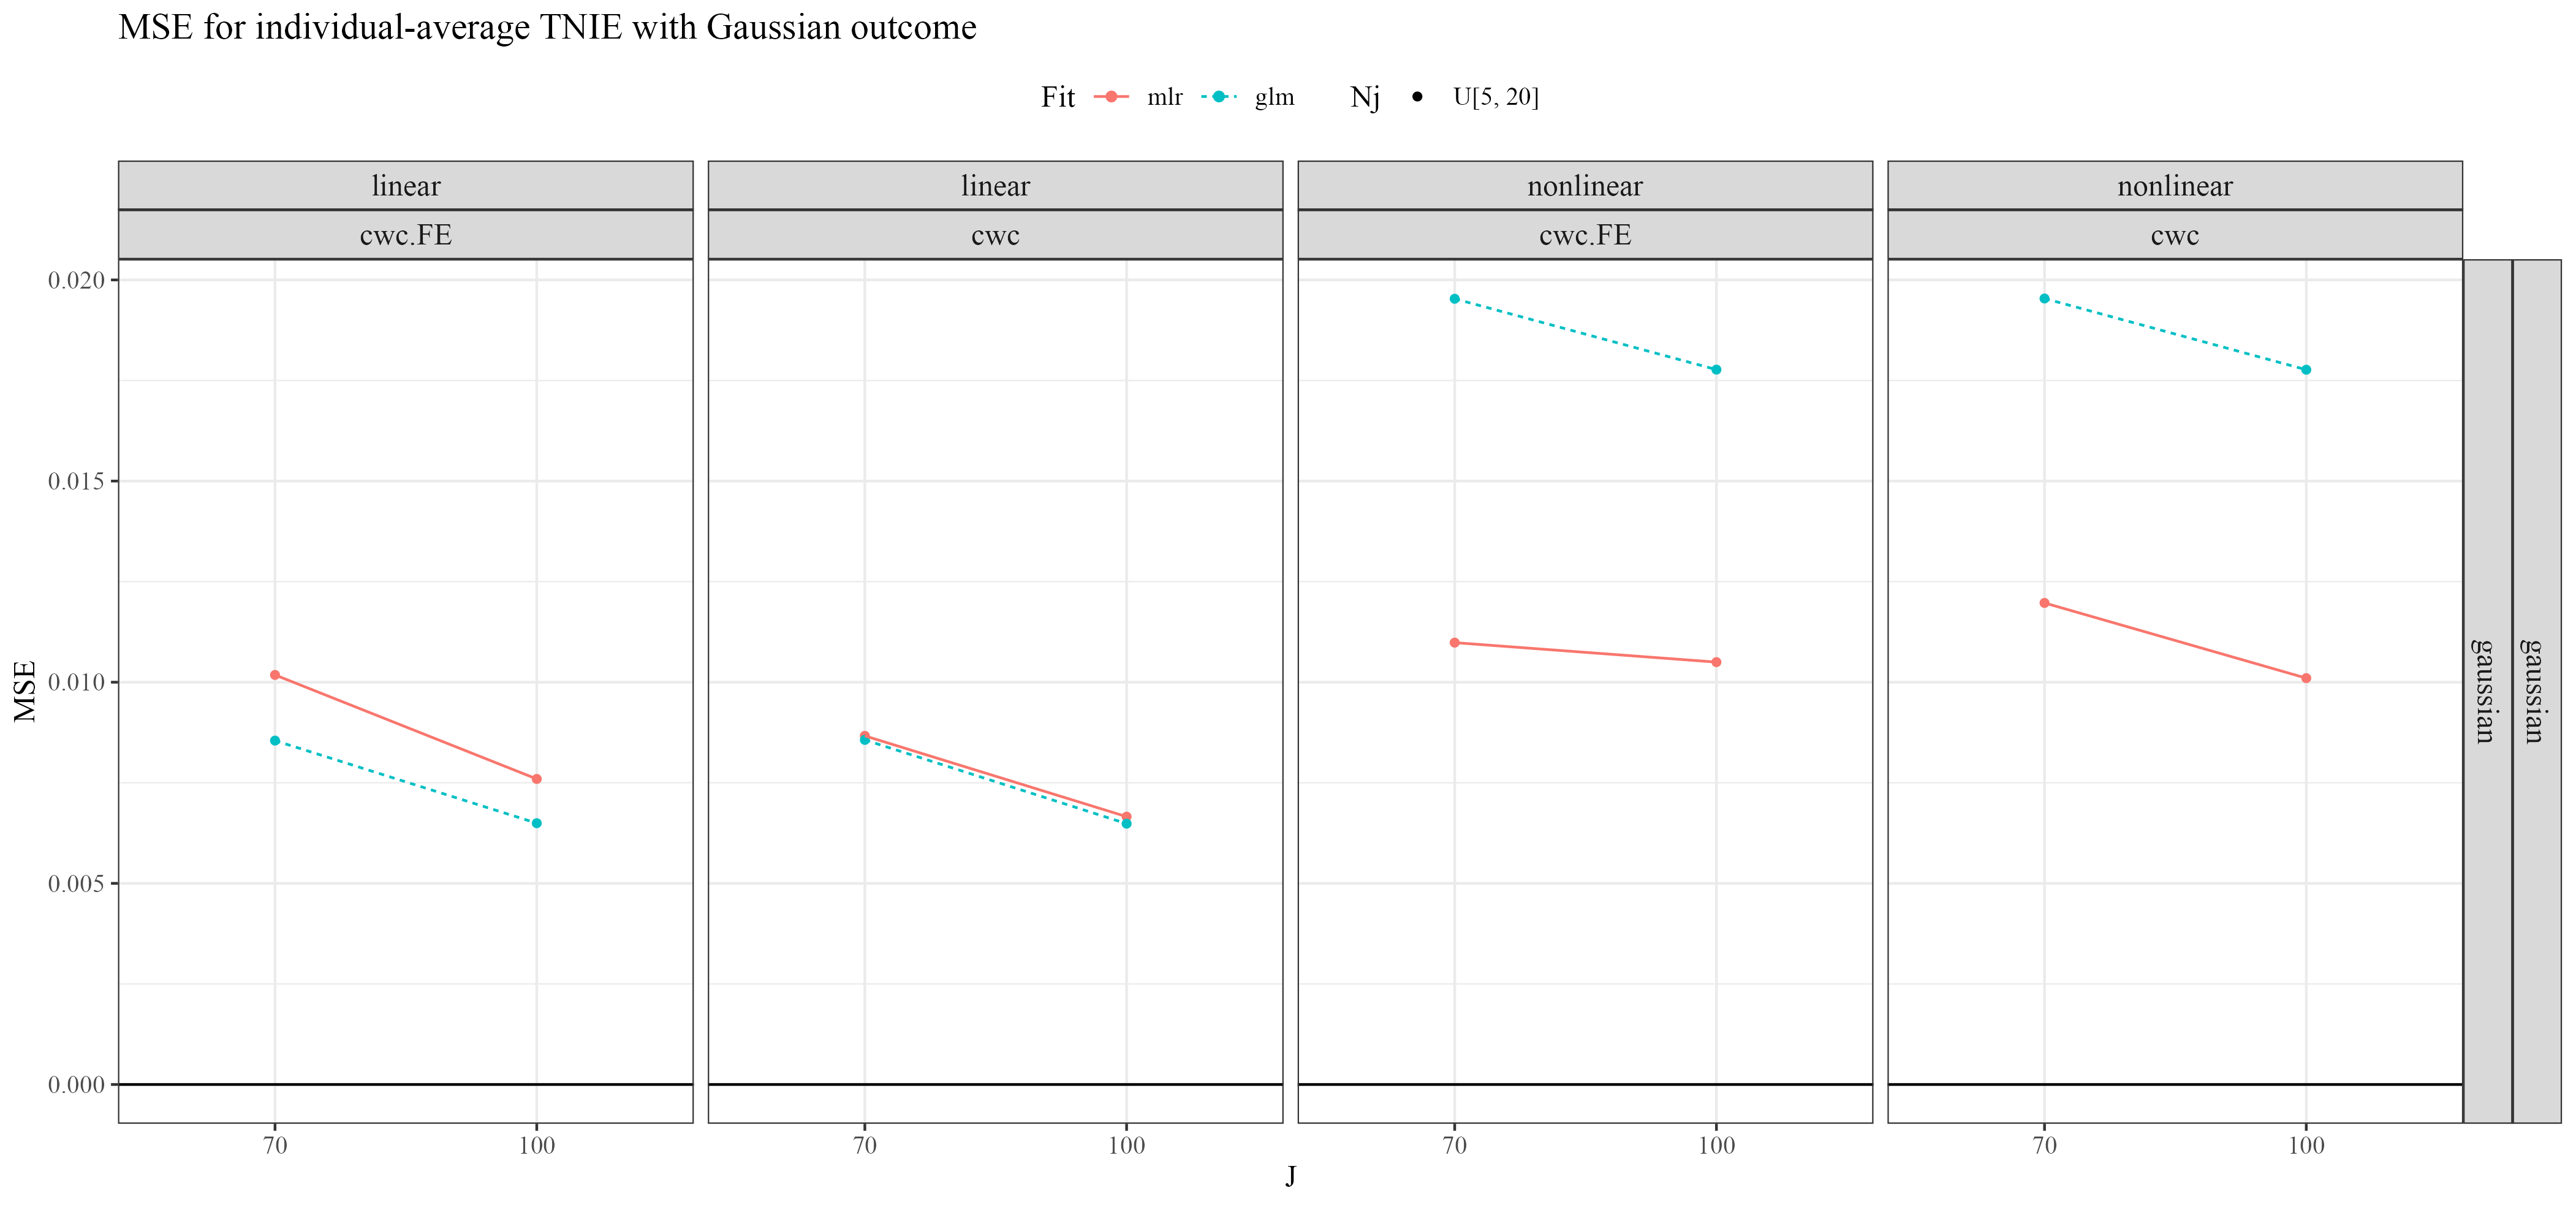 MSE for individual-average TNIE with Gaussian outcome
Fit mlr glm Nj U[5, 20]
linear linear nonlinear nonlinear
cwc.FE cwc cwc.FE cwc
0.020
0.015
0.010
0.005
0.000
MSE
gaussian gaussian
70 100 70 100 70 100 70 100
J